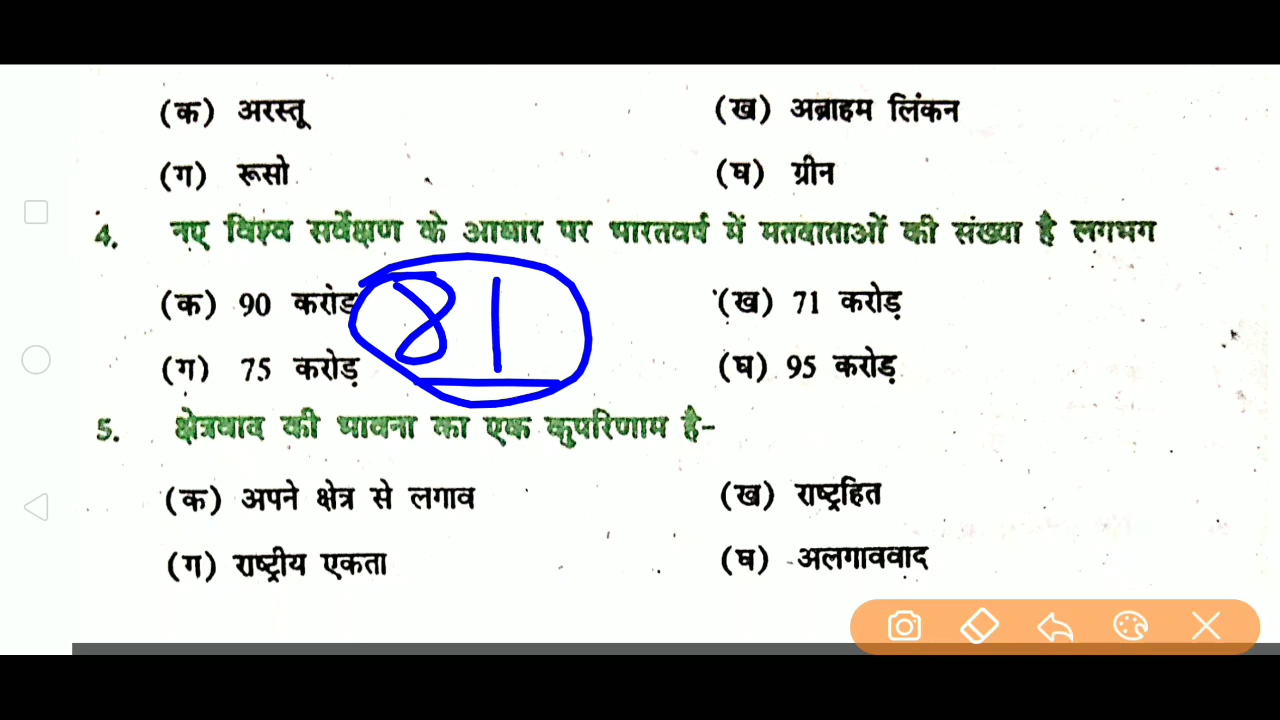 (क) अरस्तू (ख) अब्राहम लिंकन
(ग) रूसो (घ) ग्रीन
4. नए विश्व सर्वेक्षण के आधार पर भारतवर्ष में मतदाताओं की संख्या है लगभग
(क) 90 करोड़ (ख) 71 करोड़
81
(ग) 75 करोड़ (घ) 95 करोड़
5. क्षेत्रवाद की भावना का एक कुपरिणाम है-
(क) अपने क्षेत्र से लगाव (ख) राष्ट्रहित
(ग) राष्ट्रीय एकता (घ) अलगाववाद